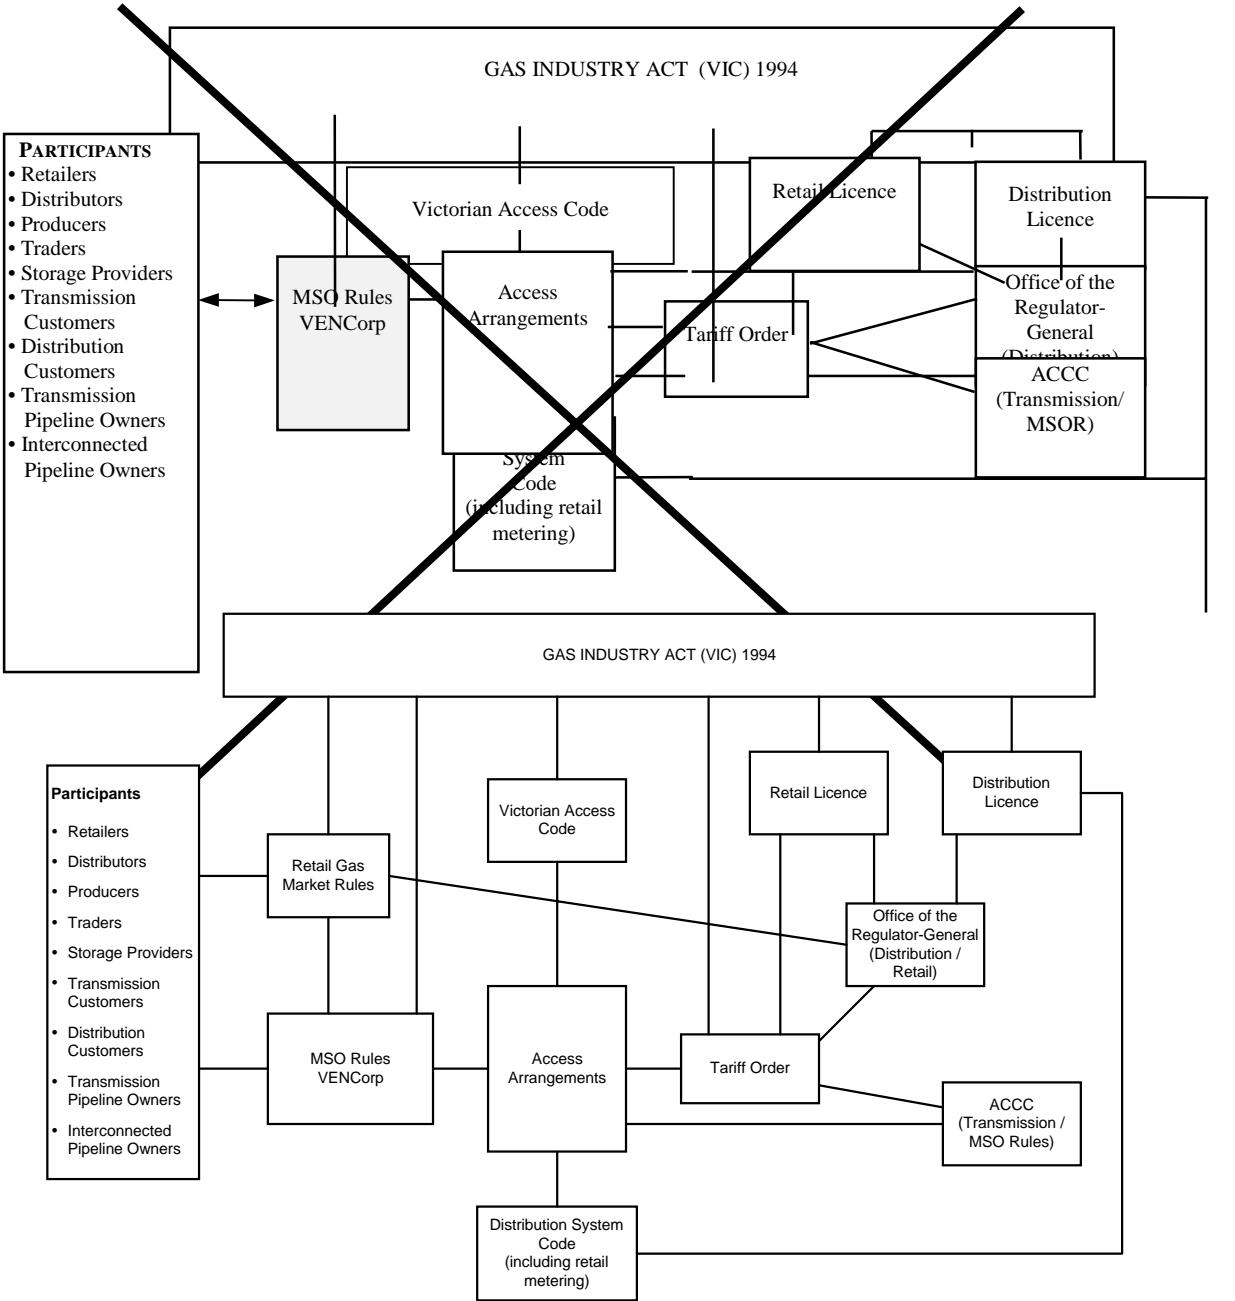 GAS INDUSTRY ACT (VIC) 1994
PARTICIPANTS
• Retailers
• Distributors
• Producers
• Traders
• Storage Providers
• Transmission
Customers
• Distribution
Customers
• Transmission
Pipeline Owners
• Interconnected
Pipeline Owners
MSO Rules
VENCorp
Victorian Access Code
Access
Arrangements
System
Code
(including retail
metering)
Retail Licence
Tariff Order
Distribution
Licence
Office of the
Regulator-
General
(Distribution)
ACCC
(Transmission/
MSOR)
GAS INDUSTRY ACT (VIC) 1994
Participants
• Retailers
• Distributors
• Producers
• Traders
• Storage Providers
• Transmission
Customers
• Distribution
Customers
• Transmission
Pipeline Owners
• Interconnected
Pipeline Owners
Retail Gas
Market Rules
MSO Rules
VENCorp
Victorian Access
Code
Access
Arrangements
Distribution System
Code
(including retail
metering)
Retail Licence
Distribution
Licence
Office of the
Regulator-General
(Distribution /
Retail)
Tariff Order
ACCC
(Transmission /
MSO Rules)